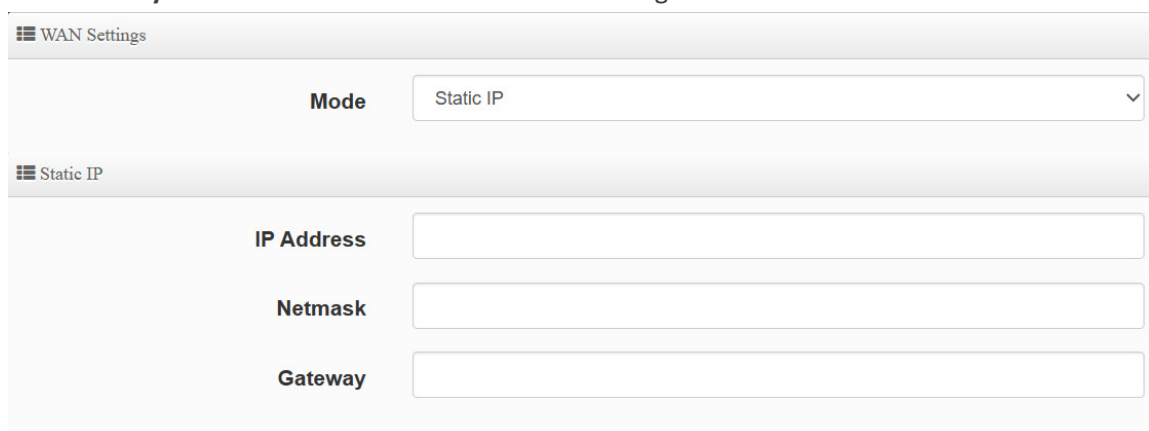 WAN Settings
Mode Static IP
Static IP
IP Address
Netmask
Gateway